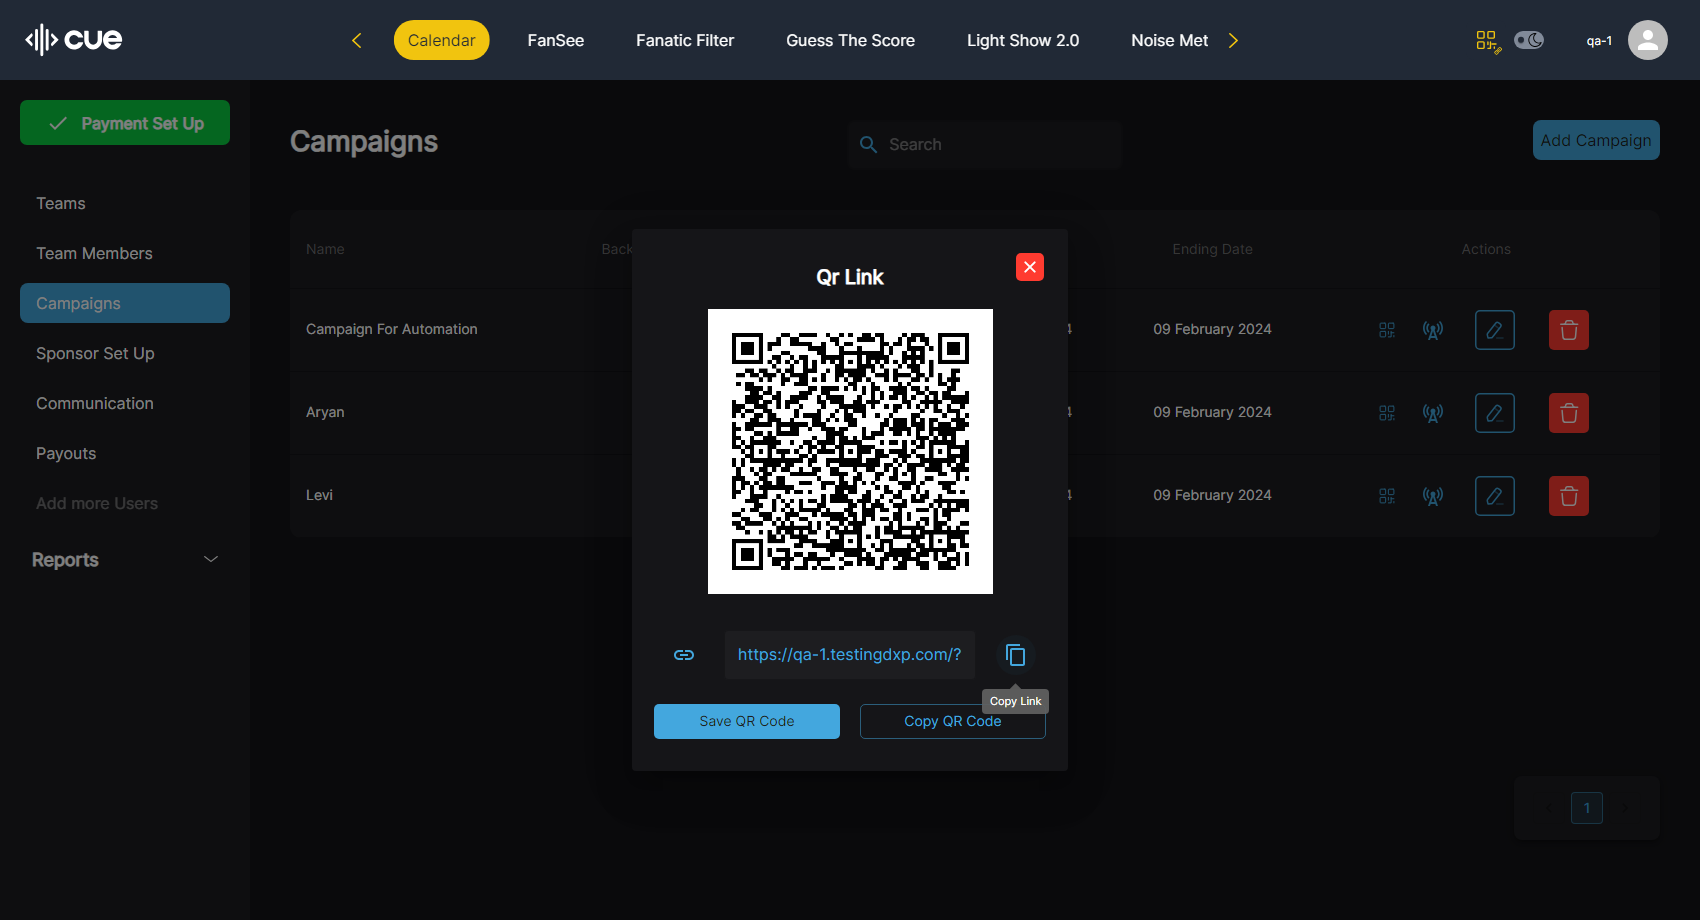 cue
Calendar
FanSee
Fanatic Filter
Guess The Score
Light Show 2.0
Noise Met
qa-1
Payment Set Up
Teams
Team Members
Campaigns
Sponsor Set Up
Communication
Payouts
Add more Users
Reports
Campaigns
Search
Add Campaign
Name
Back
Ending Date
Actions
Campaign For Automation
4
09 February 2024
Aryan
4
09 February 2024
Levi
4
09 February 2024
Qr Link
https://qa-1.testingdxp.com/?
Copy Link
Save QR Code
Copy QR Code
1